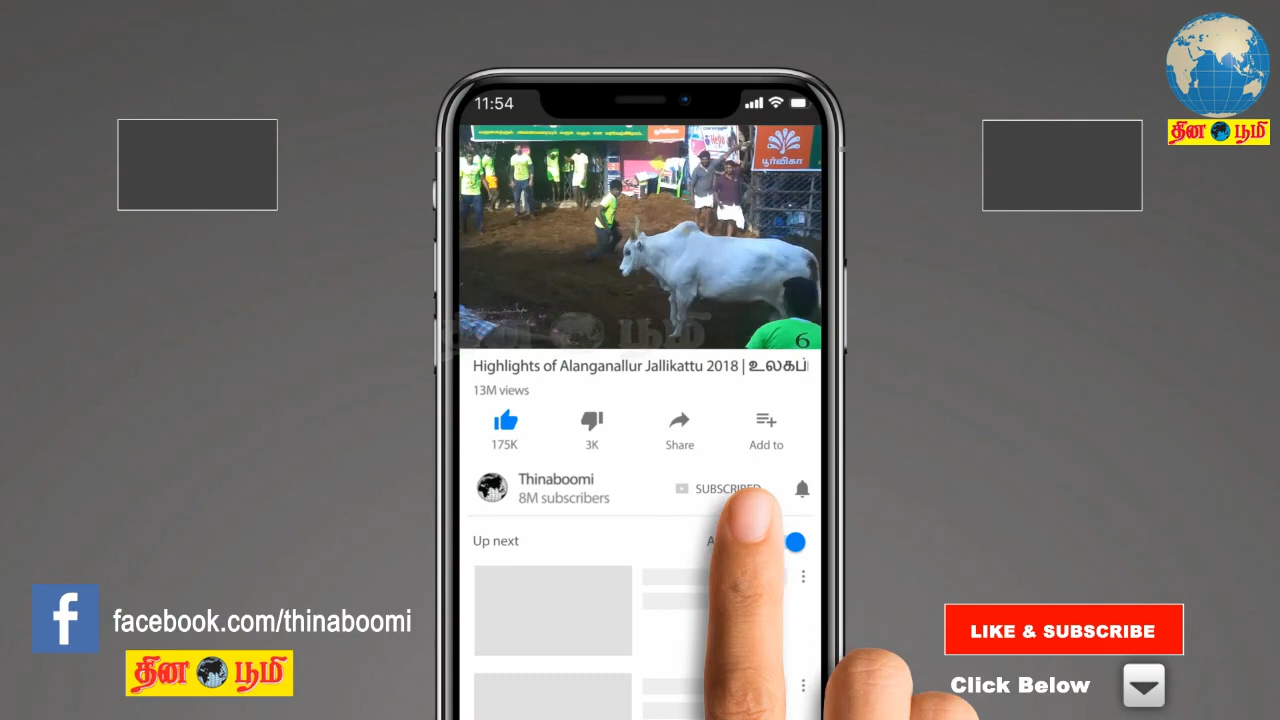 11:54
தின பூமி
பூர்விகா
6
தின பூமி
Highlights of Alanganallur Jallikattu 2018 | உலகப்
13M views
175K
3K
Share
Add to
Thinaboomi
8M subscribers
SUBSCRIBED
Up next
A
facebook.com/thinaboomi
தின பூமி
LIKE & SUBSCRIBE
Click Below